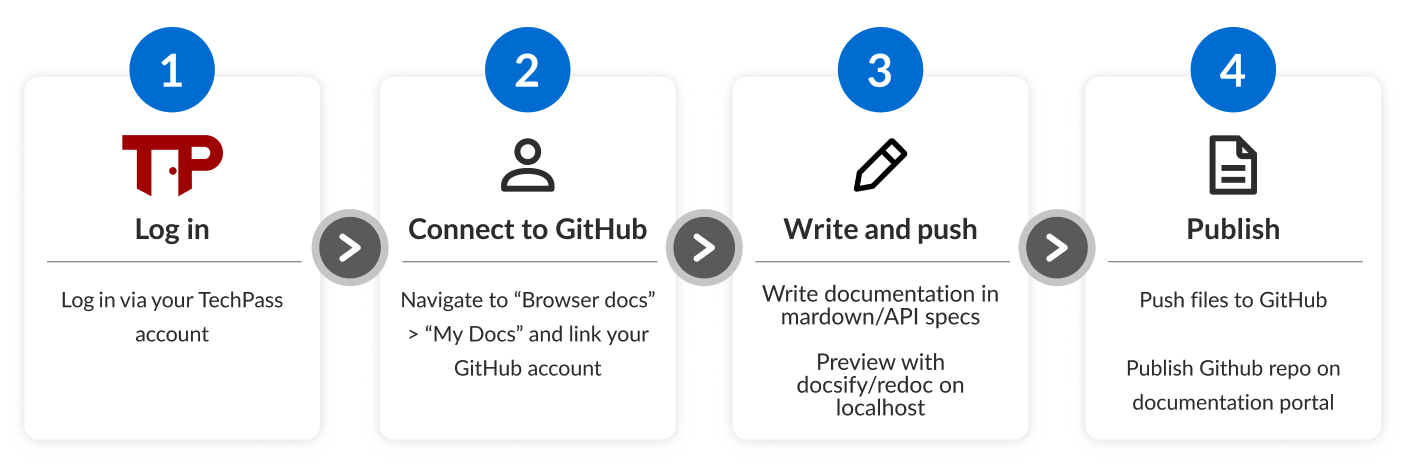 1
TP
Log in
Log in via your TechPass
account
2
Connect to GitHub
Navigate to “Browser docs”
> “My Docs” and link your
GitHub account
3
Write and push
Write documentation in
mardown/API specs
Preview with
docsify/redoc on
localhost
4
Publish
Push files to GitHub
Publish Github repo on
documentation portal